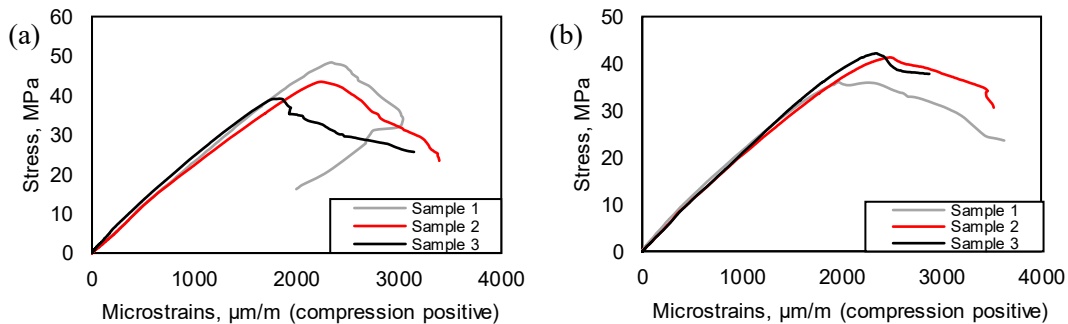 (a)
Stress, MPa
60
50
40
30
20
10
0
0 1000 2000 3000 4000
Microstrains, µm/m (compression positive)
Sample 1
Sample 2
Sample 3
(b)
Stress, MPa
50
40
30
20
10
0
0 1000 2000 3000 4000
Microstrains, µm/m (compression positive)
Sample 1
Sample 2
Sample 3